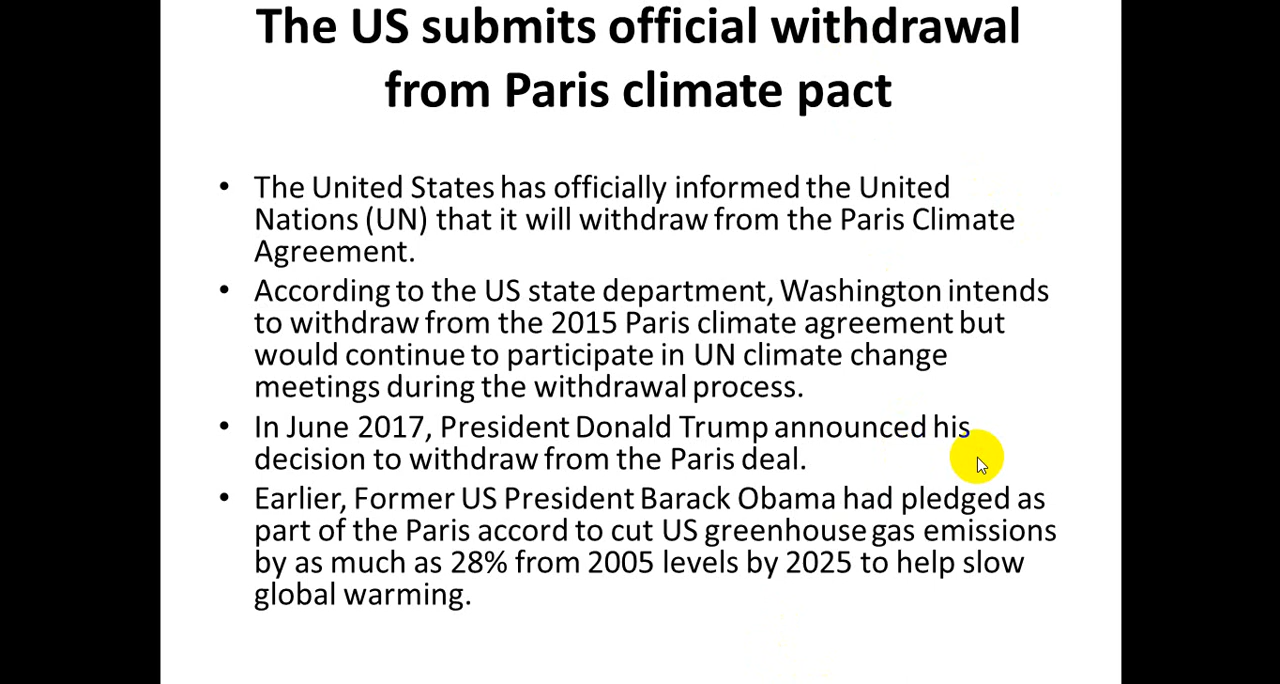 The US submits official withdrawal
from Paris climate pact
• The United States has officially informed the United
Nations (UN) that it will withdraw from the Paris Climate
Agreement.
• According to the US state department, Washington intends
to withdraw from the 2015 Paris climate agreement but
would continue to participate in UN climate change
meetings during the withdrawal process.
• In June 2017, President Donald Trump announced his
decision to withdraw from the Paris deal.
• Earlier, Former US President Barack Obama had pledged as
part of the Paris accord to cut US greenhouse gas emissions
by as much as 28% from 2005 levels by 2025 to help slow
global warming.